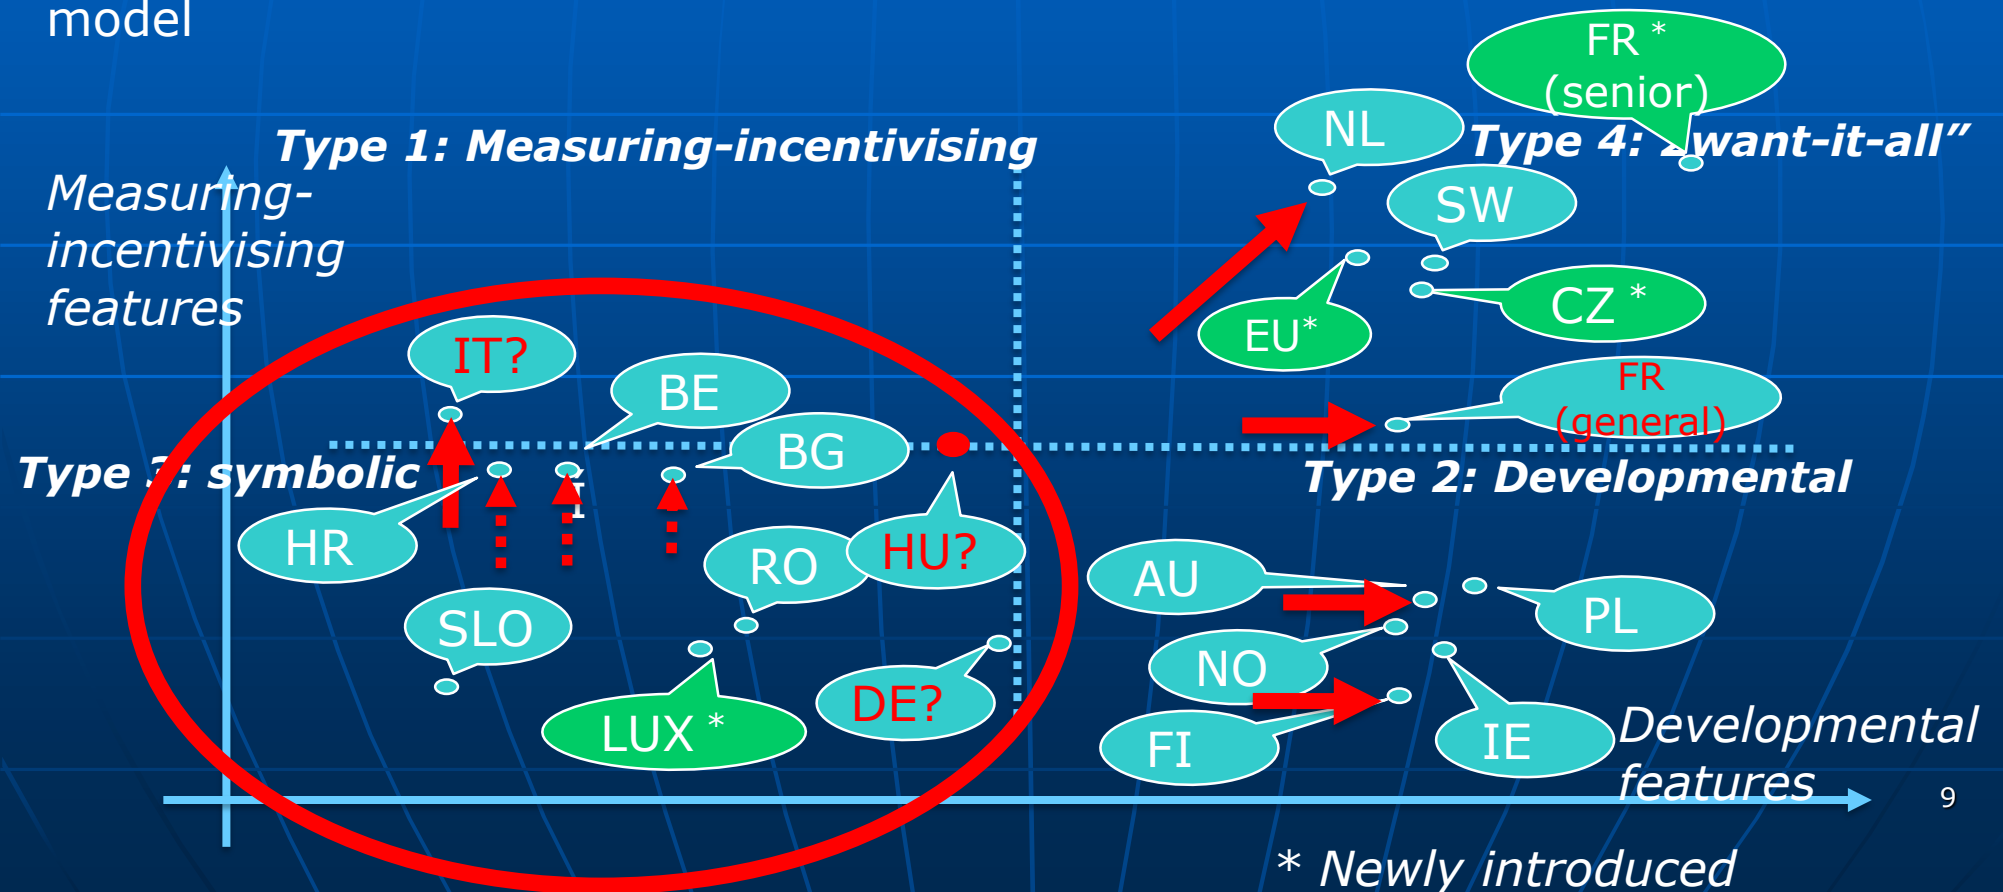 model
FR *
(senior)
NL
Type 1: Measuring-incentivising
Type 4: want-it-all”
Measuring-
incentivising
features
SW
EU*
CZ *
IT?
BE
FR
(general)
BG
Type 3: symbolic
Type 2: Developmental
HR
RO
HU?
AU
SLO
PL
NO
LUX *
DE?
FI
IE
Developmental
features
9
* Newly introduced